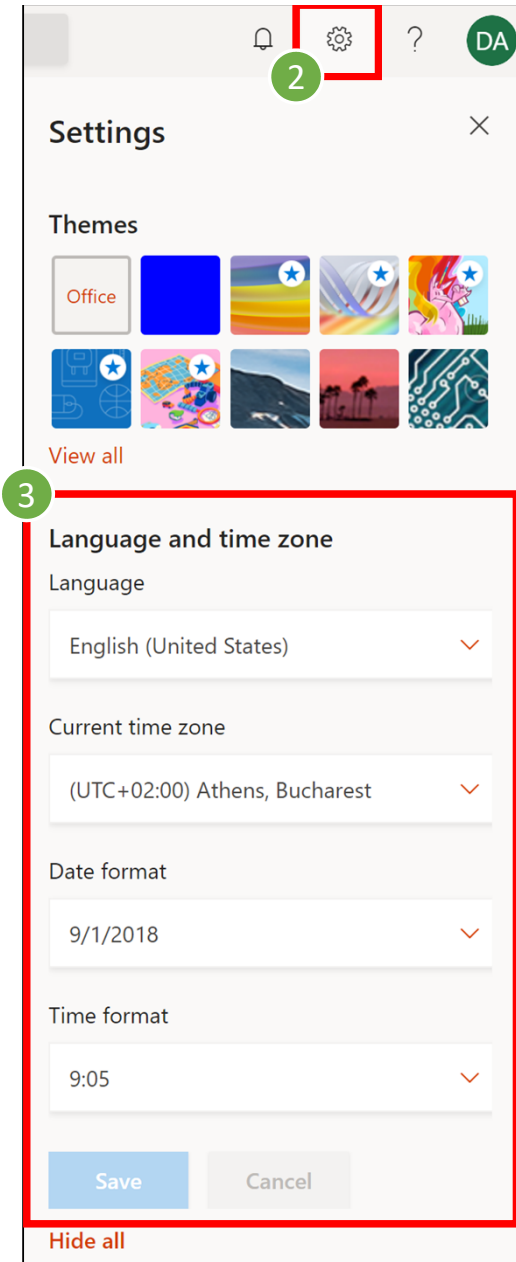 2
?
DA
Settings
Themes
Office
View all
3
Language and time zone
Language
English (United States)
Current time zone
(UTC+02:00) Athens, Bucharest
Date format
9/1/2018
Time format
9:05
Save Cancel
Hide all